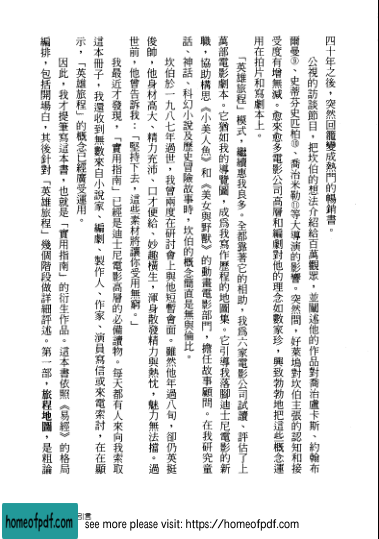 四十年之後，突然回籠變成熱門的暢銷書。
公視的訪談節目，把坎伯的想法介紹給百萬觀眾，並闡述他的作品對喬治盧卡斯、約翰布
爾曼⑨、史蒂芬史匹柏⑩、喬治米勒⑪等大導演的影響。突然間，好萊塢對坎伯主張的認知和接
受度有增無減。愈來愈多電影公司高層和編劇對他的理念如數家珍，興致勃勃地把這些概念運
用在拍片和寫劇本上。
「英雄旅程」模式，繼續惠我良多。全都靠著它的相助，我為六家電影公司試讀、評估了上
萬部電影劇本。它猶如我的導覽圖，成為我寫作歷程的地圖集。它引導我落腳迪士尼電影的新
職，協助構思《小美人魚》和《美女與野獸》的動畫電影部門，擔任故事顧問。在我研究童
話、神話、科幻小說及歷史冒險故事時，坎伯的概念簡直是無與倫比。
坎伯於一九八七年過世前，我曾兩度在研討會上與他短暫會面。雖然他年過八旬，卻仍英挺
俊帥，他身材高大、精力充沛、口才便給、妙趣橫生，渾身散發精力與熱忱，魅力無法擋。過
世前，他曾告訴我：「堅持下去，這些素材將讓你受用無窮。」
我最近才發現，「實用指南」已經是迪士尼電影高層的必備讀物。每天都有人來向我索取
這本冊子，我還收到無數來自小說家、編劇、製作人、作家、演員寫信或來電索討，在在顯
示，「英雄旅程」的概念已經廣受運用。
因此，我才提筆寫這本書，也就是「實用指南」的衍生作品。這本書依照《易經》的格局
編排，包括開場白，其後針對「英雄旅程」幾個階段做詳細評述。第一部，旅程地圖，是粗論
引言
homeofpdf.com
see more please visit: https://homeofpdf.com